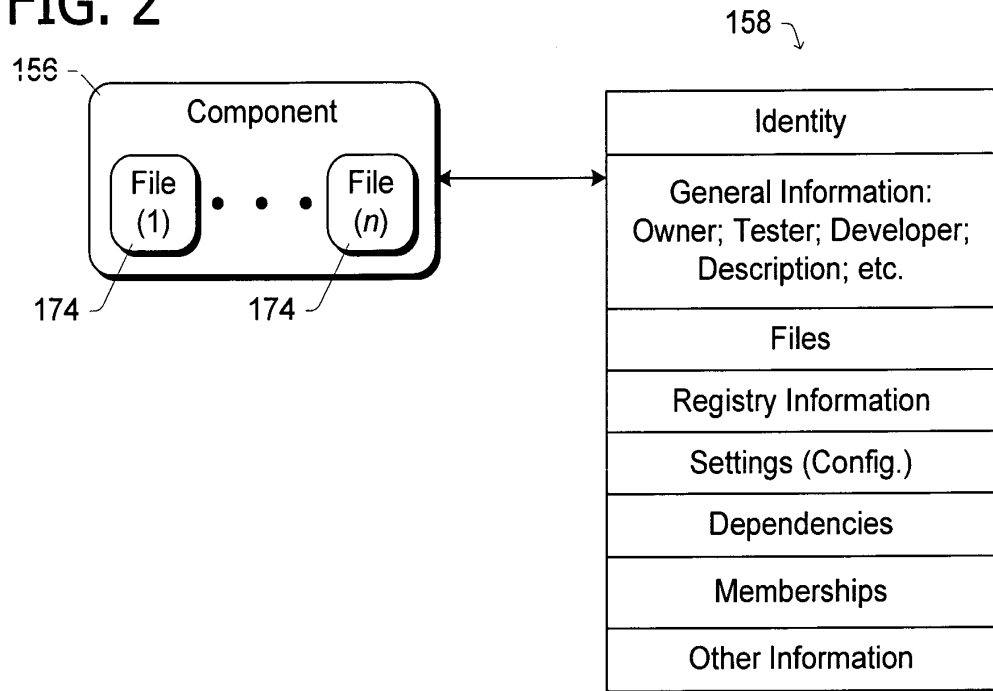 FIG. 2
158
156
Component
File
(1)
File
(n)
174
174
Identity
General Information:
Owner; Tester; Developer;
Description; etc.
Files
Registry Information
Settings (Config.)
Dependencies
Memberships
Other Information